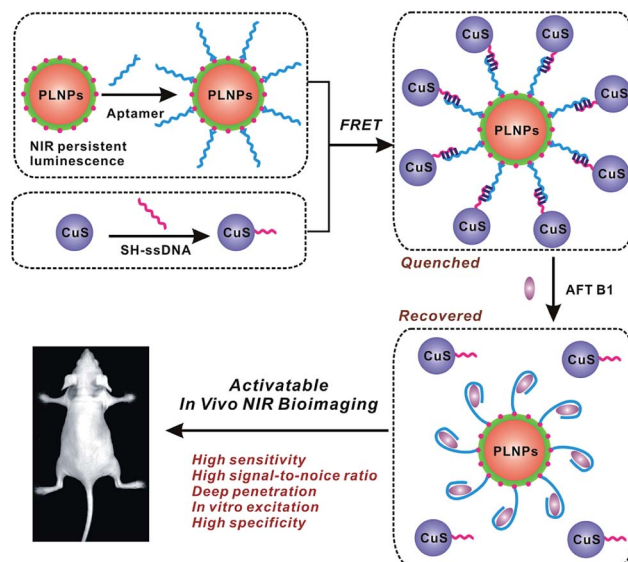 PLNPs
Aptamer
PLNPs
NIR persistent
luminescence
CuS
SH-ssDNA
CuS
FRET
CuS
CuS
CuS
CuS
PLNPs
CuS
CuS
CuS
CuS
Quenched
AFT B1
Recovered
CuS
CuS
PLNPs
CuS
CuS
Activatable
In Vivo NIR Bioimaging
High sensitivity
High signal-to-noice ratio
Deep penetration
In vitro excitation
High specificity